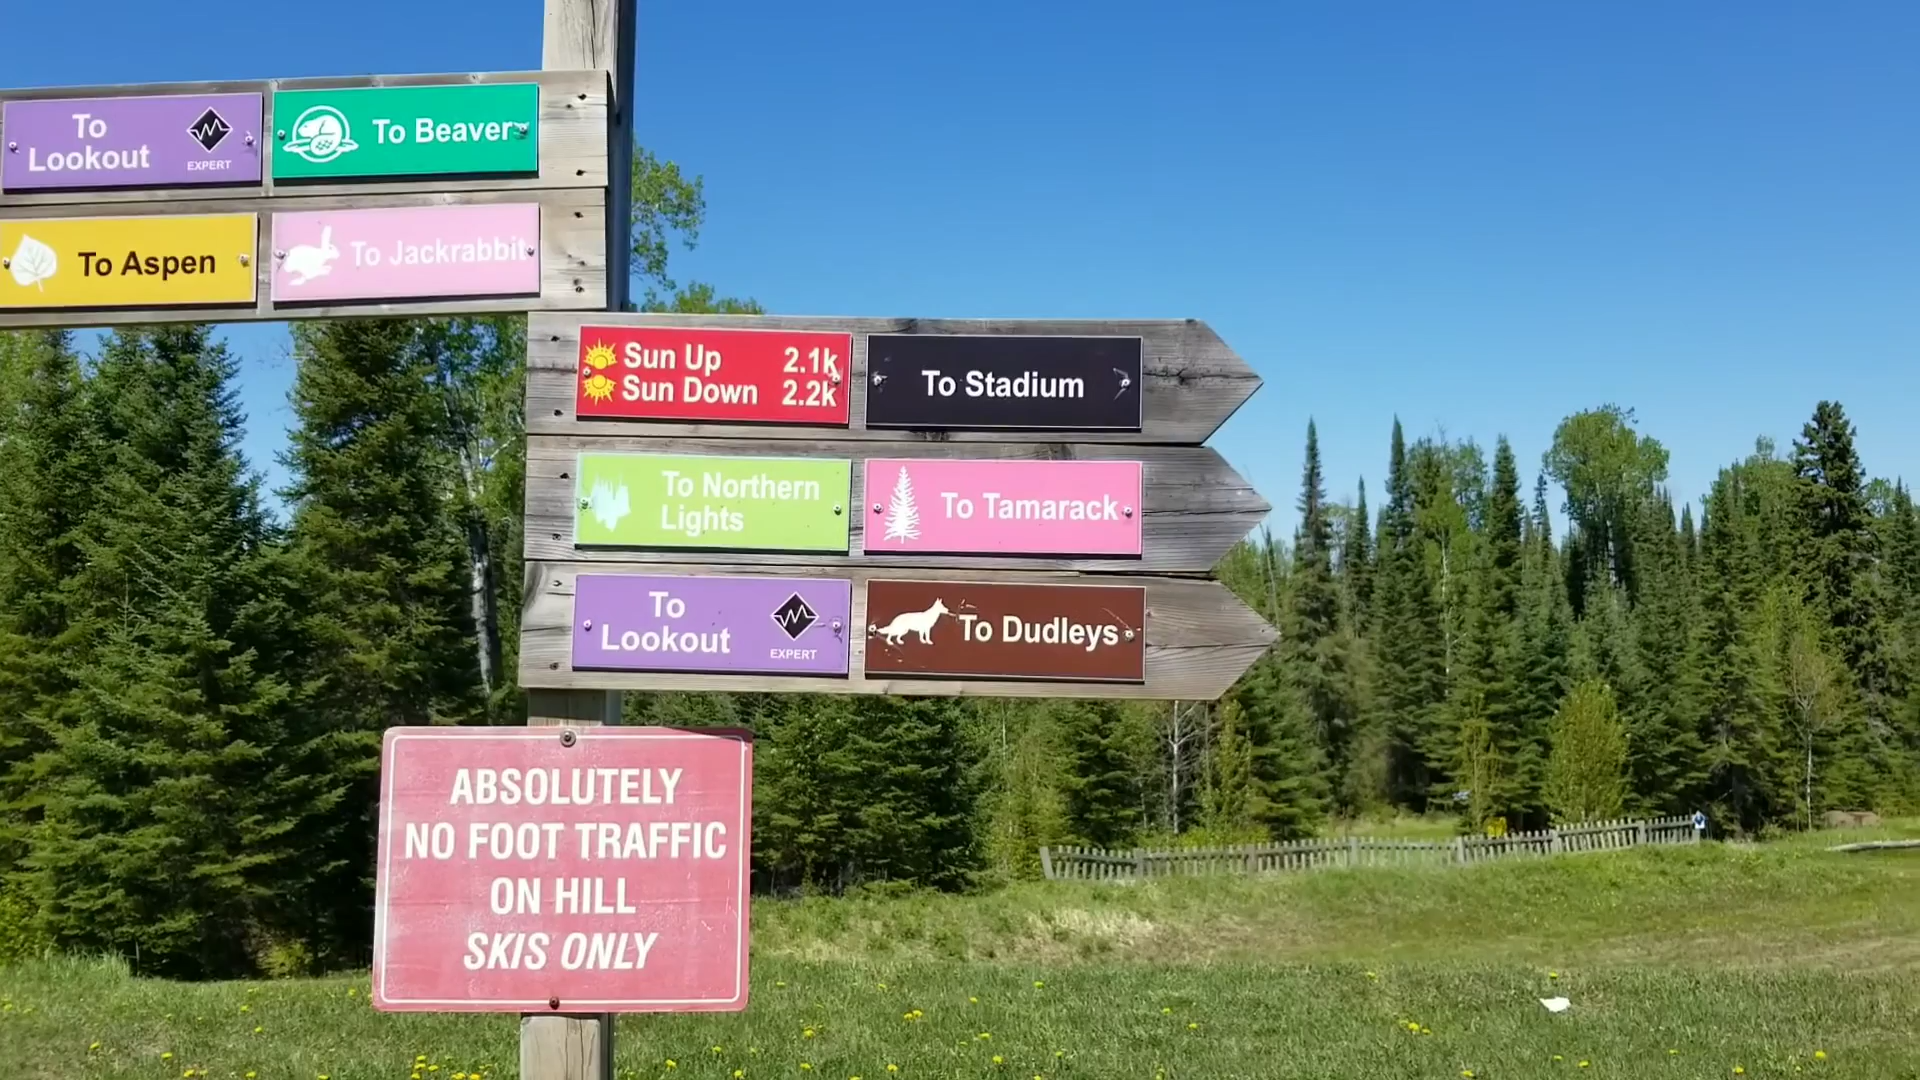 To
Lookout
EXPERT
To Beaver
To Aspen
To Jackrabbit
Sun Up 2.1k
Sun Down 2.2k
To Stadium
To Northern
Lights
To Tamarack
To
Lookout
EXPERT
To Dudleys
ABSOLUTELY
NO FOOT TRAFFIC
ON HILL
SKIS ONLY